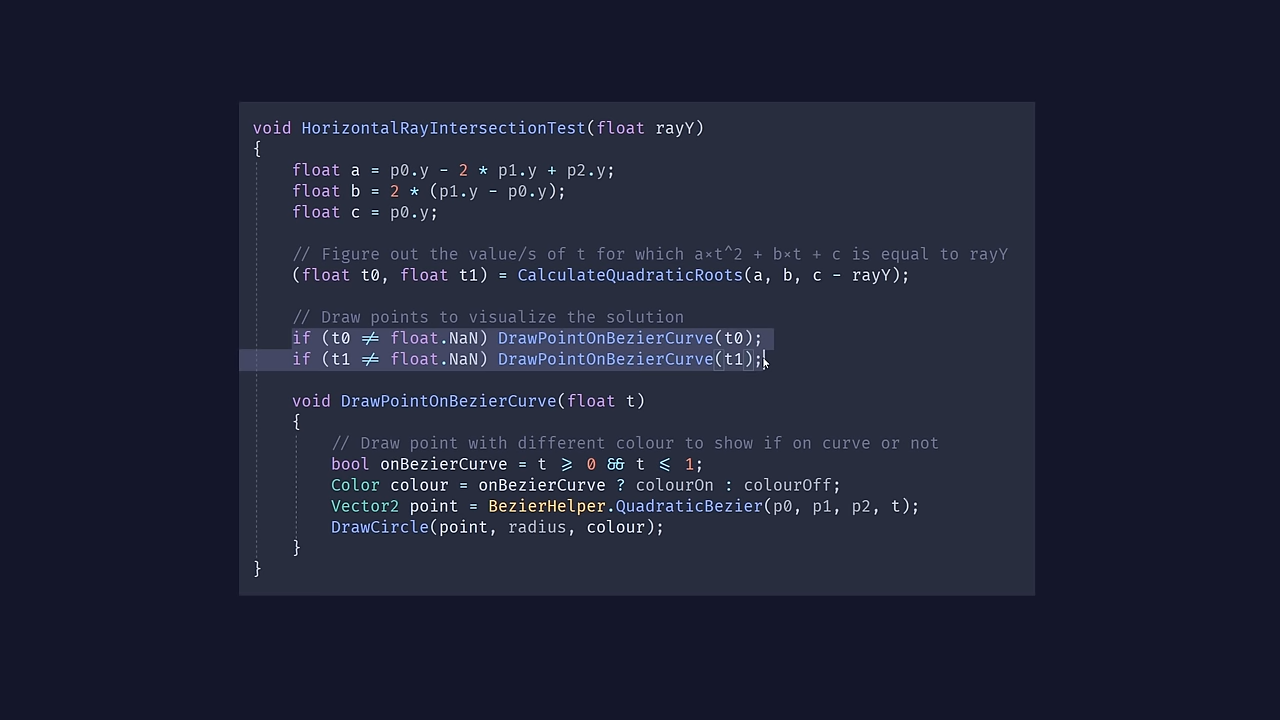 void HorizontalRayIntersectionTest(float rayY)
{
    float a = p0.y - 2 * p1.y + p2.y;
    float b = 2 * (p1.y - p0.y);
    float c = p0.y;

    // Figure out the value/s of t for which a×t^2 + b×t + c is equal to rayY
    (float t0, float t1) = CalculateQuadraticRoots(a, b, c - rayY);

    // Draw points to visualize the solution
    if (t0 ≠ float.NaN) DrawPointOnBezierCurve(t0);
    if (t1 ≠ float.NaN) DrawPointOnBezierCurve(t1);

    void DrawPointOnBezierCurve(float t)
    {
        // Draw point with different colour to show if on curve or not
        bool onBezierCurve = t ⩾ 0 && t ⩽ 1;
        Color colour = onBezierCurve ? colourOn : colourOff;
        Vector2 point = BezierHelper.QuadraticBezier(p0, p1, p2, t);
        DrawCircle(point, radius, colour);
    }
}